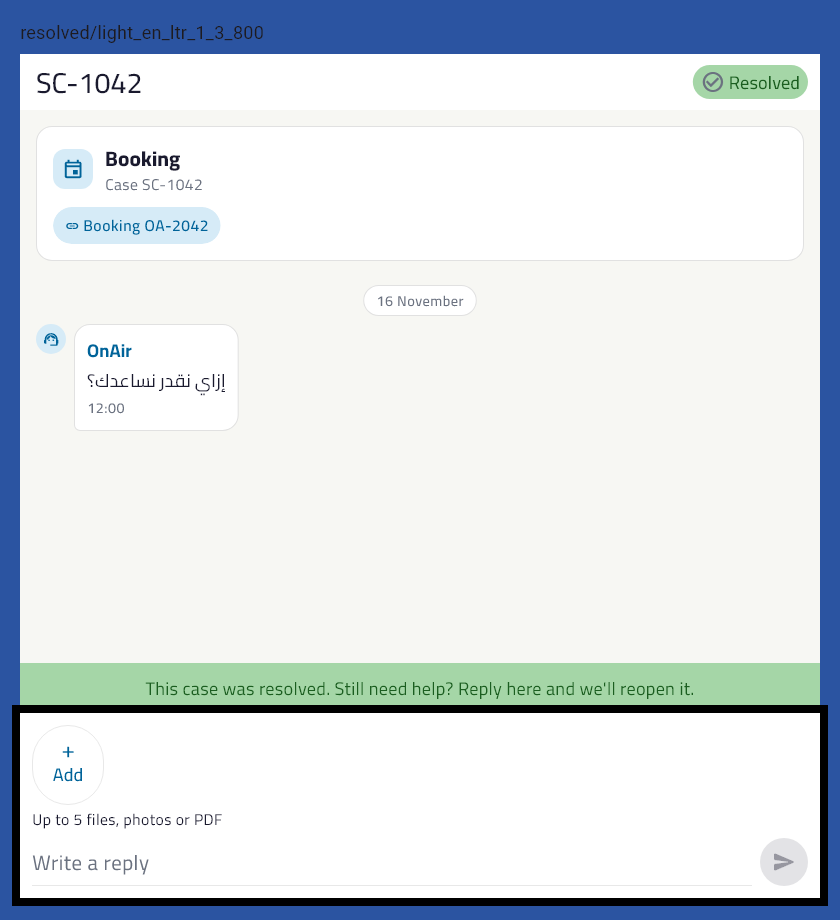 resolved/light_en_ltr_1_3_800
SC-1042
Resolved
Booking
Case SC-1042
Booking OA-2042
16 November
OnAir
إزاي نقدر نساعدك؟
12:00
This case was resolved. Still need help? Reply here and we'll reopen it.
+
Add
Up to 5 files, photos or PDF
Write a reply